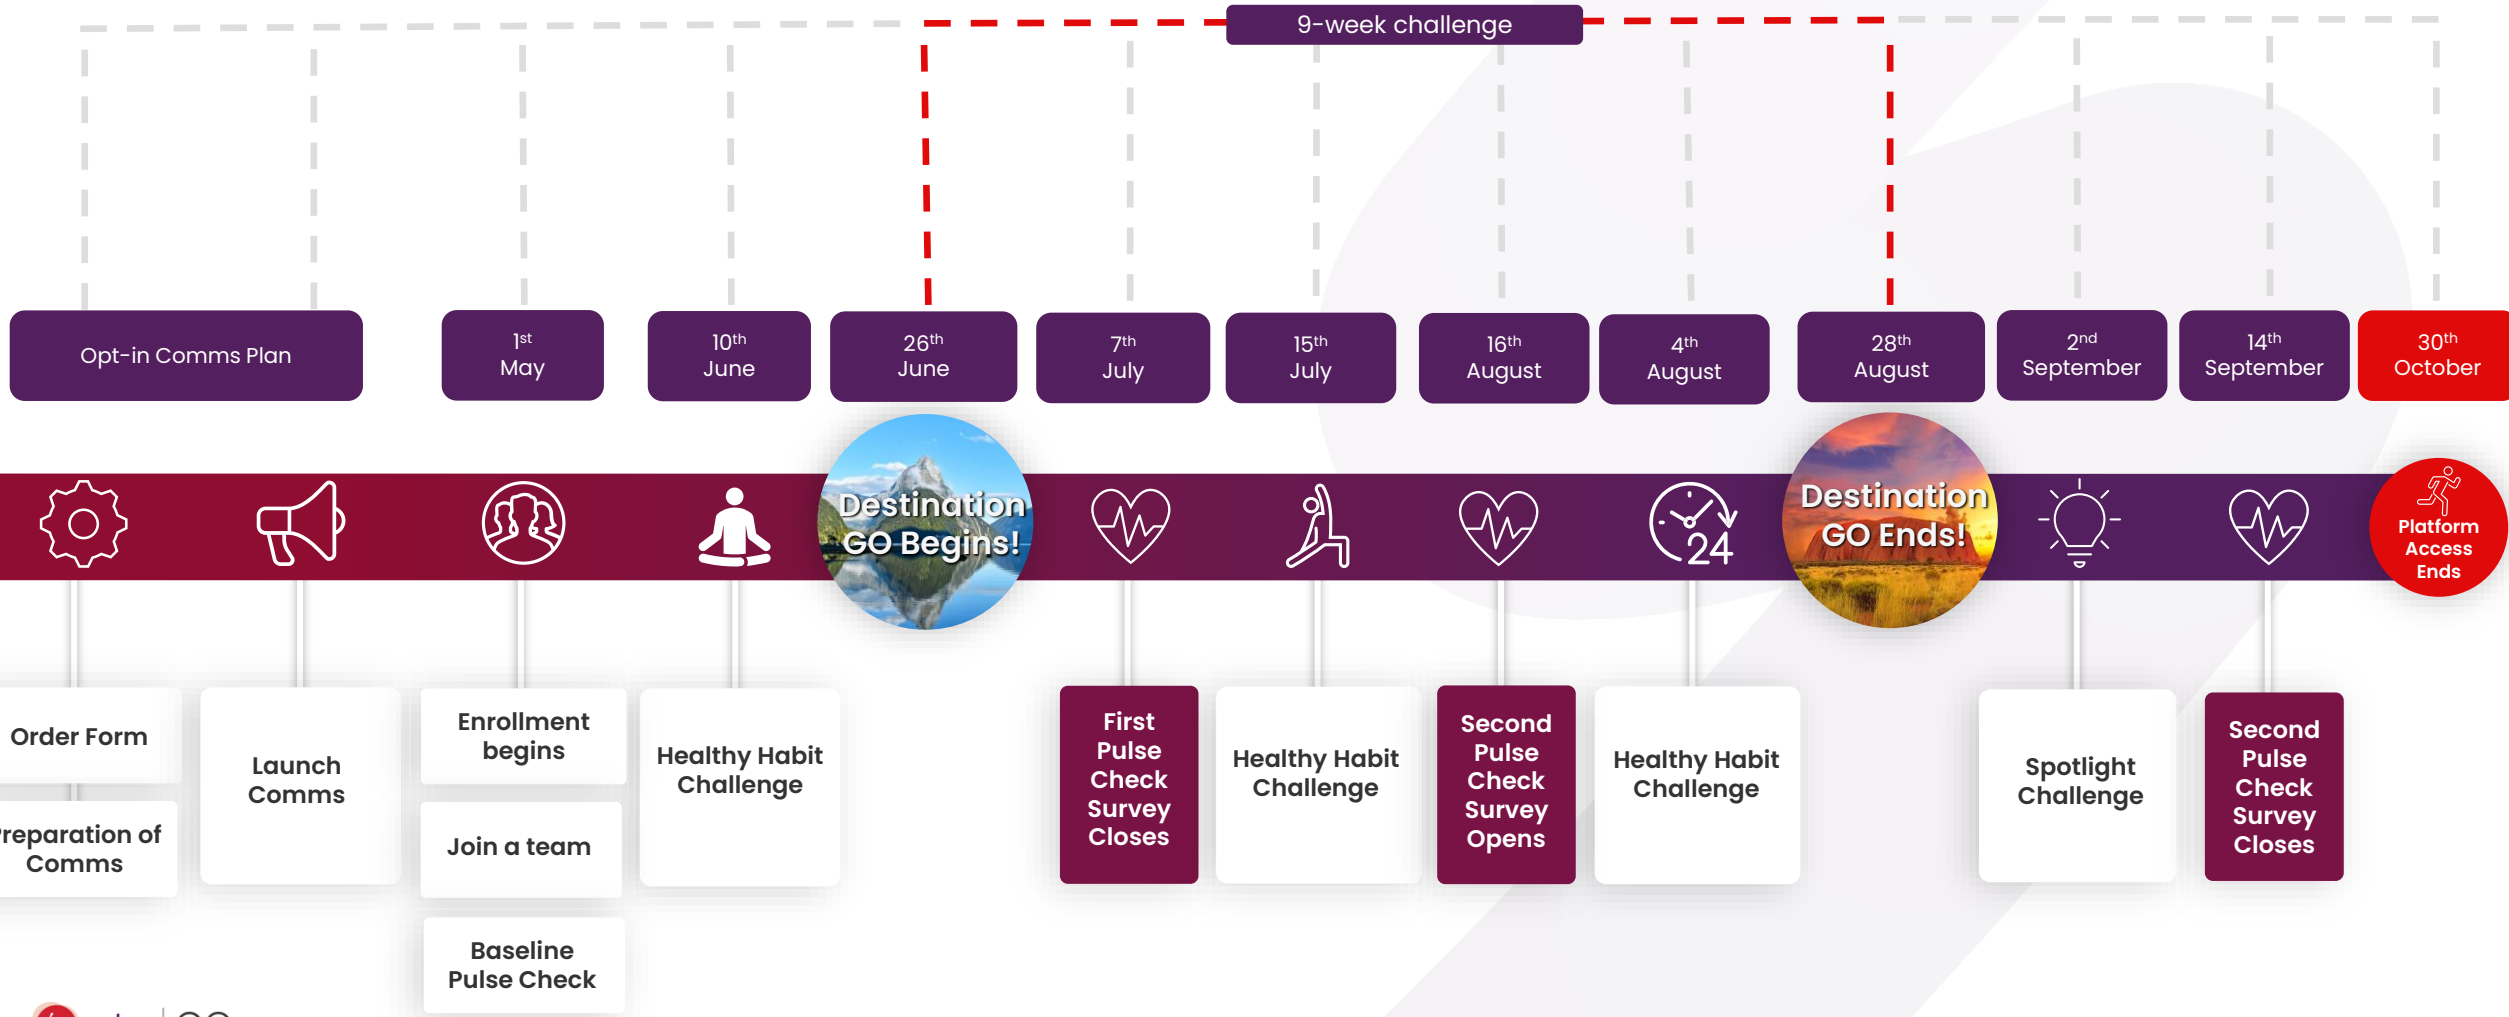 9-week challenge
Opt-in Comms Plan
1st
May
10th
June
26th
June
7th
July
15th
July
16th
August
4th
August
28th
August
2nd
September
14th
September
30th
October
Destination
GO Begins!
24
Destination
GO Ends!
Platform
Access
Ends
Order Form
Preparation of
Comms
Launch
Comms
Enrollment
begins
Join a team
Baseline
Pulse Check
Healthy Habit
Challenge
First
Pulse
Check
Survey
Closes
Healthy Habit
Challenge
Second
Pulse
Check
Survey
Opens
Healthy Habit
Challenge
Spotlight
Challenge
Second
Pulse
Check
Survey
Closes